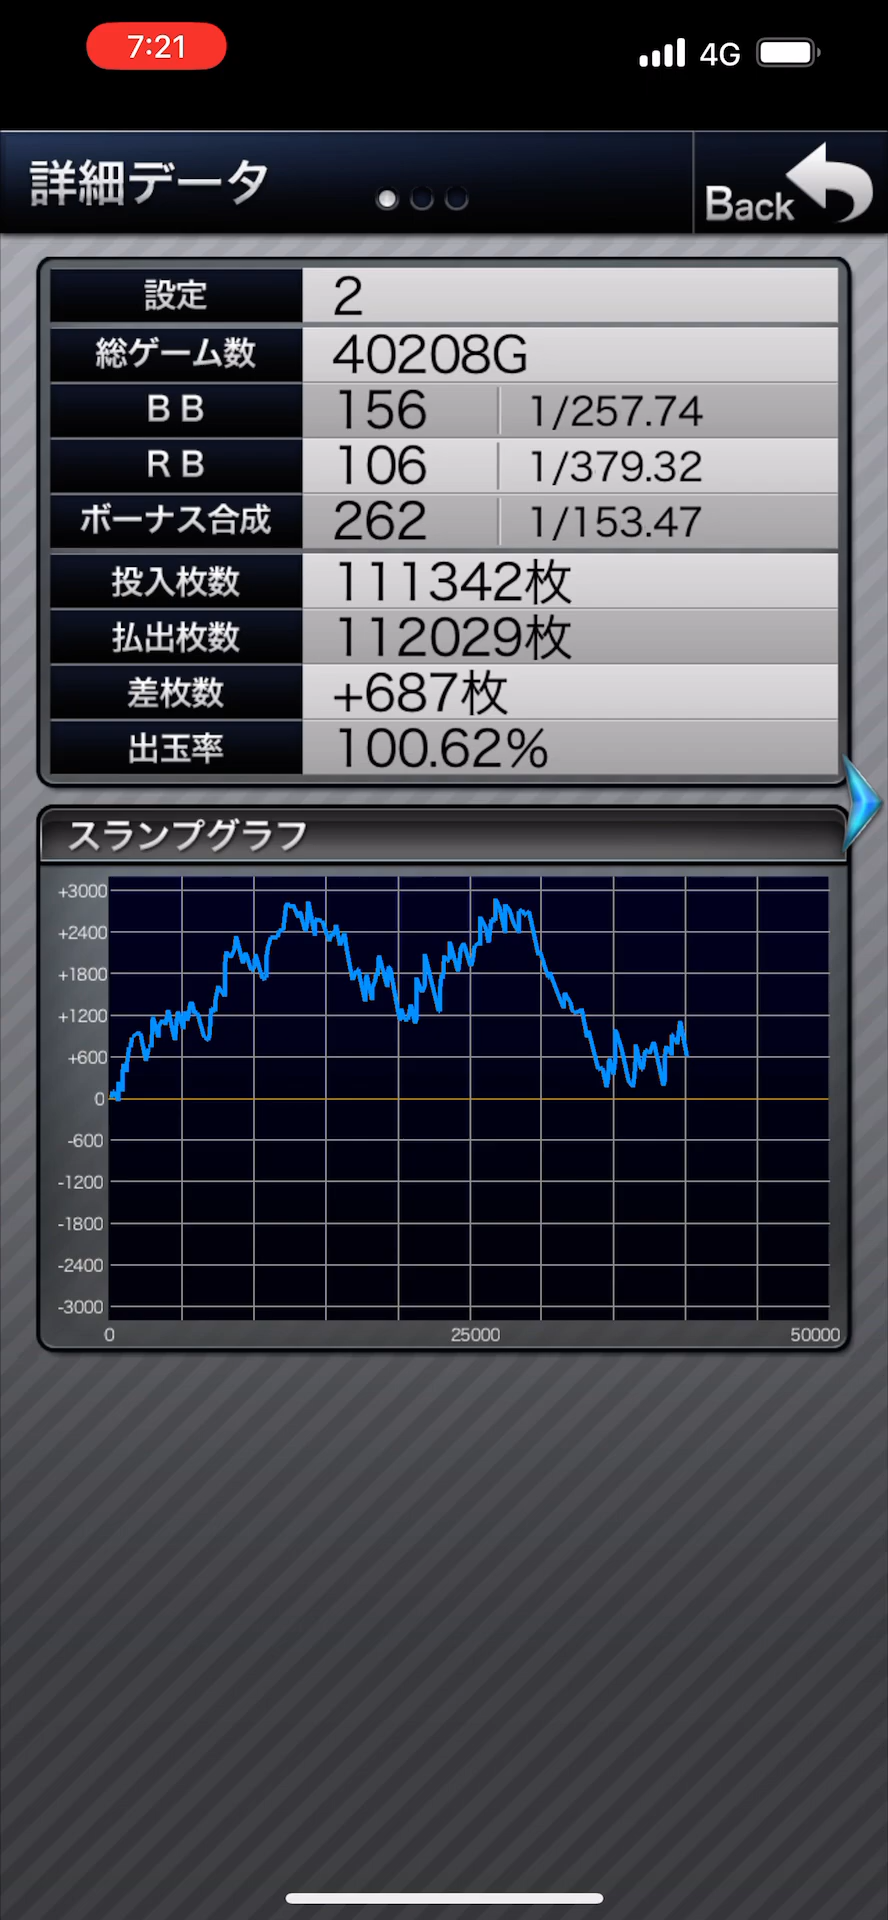 7:21
4G
詳細データ
Back
設定 2
総ゲーム数 40208G
BB 156 1/257.74
RB 106 1/379.32
ボーナス合成 262 1/153.47
投入枚数 111342枚
払出枚数 112029枚
差枚数 +687枚
出玉率 100.62%
スランプグラフ
+3000
+2400
+1800
+1200
+600
0
-600
-1200
-1800
-2400
-3000
0 25000 50000